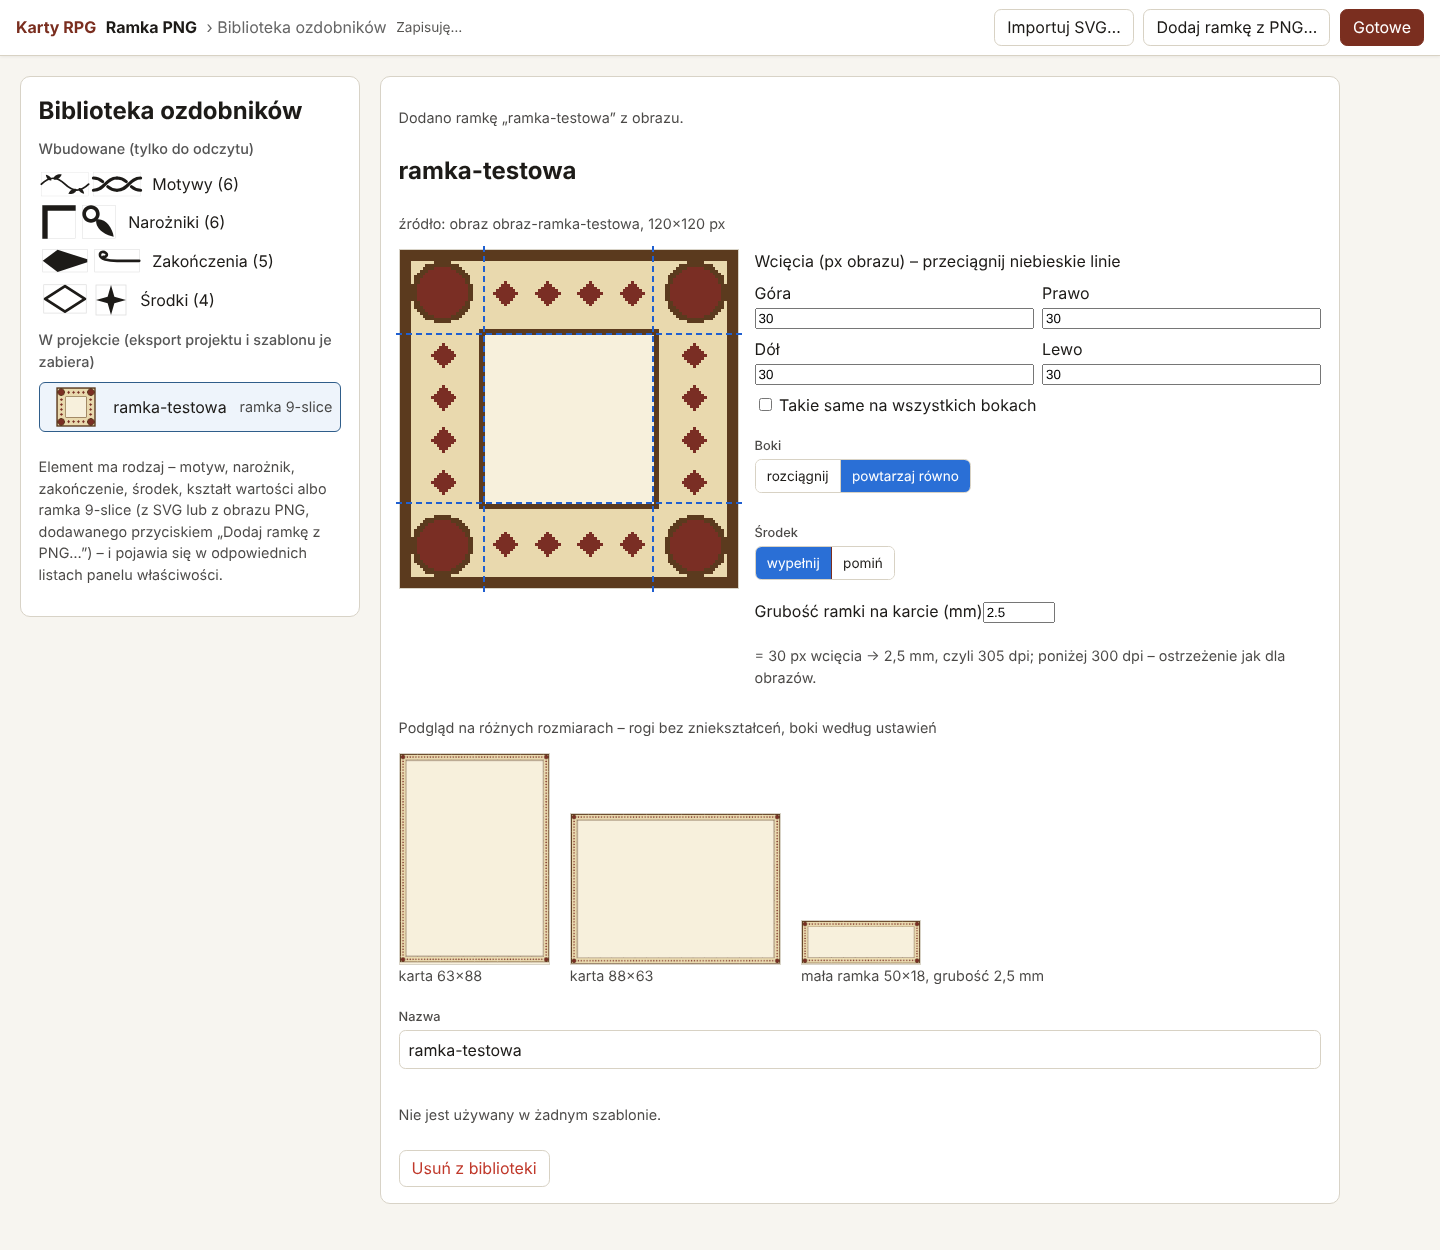 Karty RPG Ramka PNG › Biblioteka ozdobników Zapisuję...
Importuj SVG... Dodaj ramkę z PNG... Gotowe
Biblioteka ozdobników
Wbudowane (tylko do odczytu)
Motywy (6)
Narożniki (6)
Zakończenia (5)
Środki (4)
W projekcie (eksport projektu i szablonu je
zabiera)
ramka-testowa ramka 9-slice
Element ma rodzaj – motyw, narożnik,
zakończenie, środek, kształt wartości albo
ramka 9-slice (z SVG lub z obrazu PNG,
dodawanego przyciskiem „Dodaj ramkę z
PNG...”) – i pojawia się w odpowiednich
listach panelu właściwości.
Dodano ramkę „ramka-testowa” z obrazu.
ramka-testowa
źródło: obraz obraz-ramka-testowa, 120×120 px
Wcięcia (px obrazu) – przeciągnij niebieskie linie
Góra Prawo
30 30
Dół Lewo
30 30
Takie same na wszystkich bokach
Boki
rozciągnij powtarzaj równo
Środek
wypełnij pomiń
Grubość ramki na karcie (mm) 2.5
= 30 px wcięcia → 2,5 mm, czyli 305 dpi; poniżej 300 dpi – ostrzeżenie jak dla
obrazów.
Podgląd na różnych rozmiarach – rogi bez zniekształceń, boki według ustawień
karta 63×88
karta 88×63
mała ramka 50×18, grubość 2,5 mm
Nazwa
ramka-testowa
Nie jest używany w żadnym szablonie.
Usuń z biblioteki